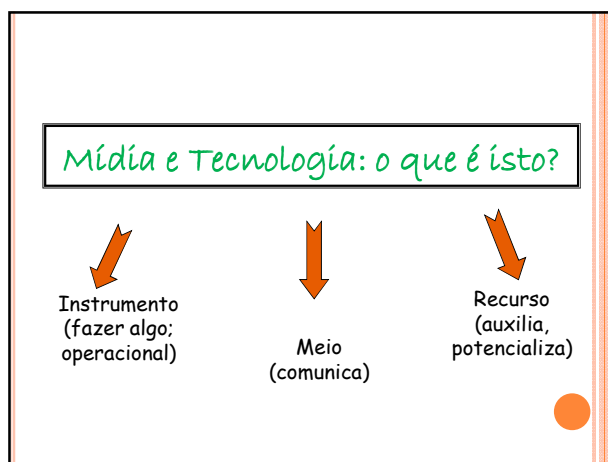 Mídia e Tecnologia: o que é isto?
Instrumento
(fazer algo;
operacional)
Meio
(comunica)
Recurso
(auxilia,
potencializa)